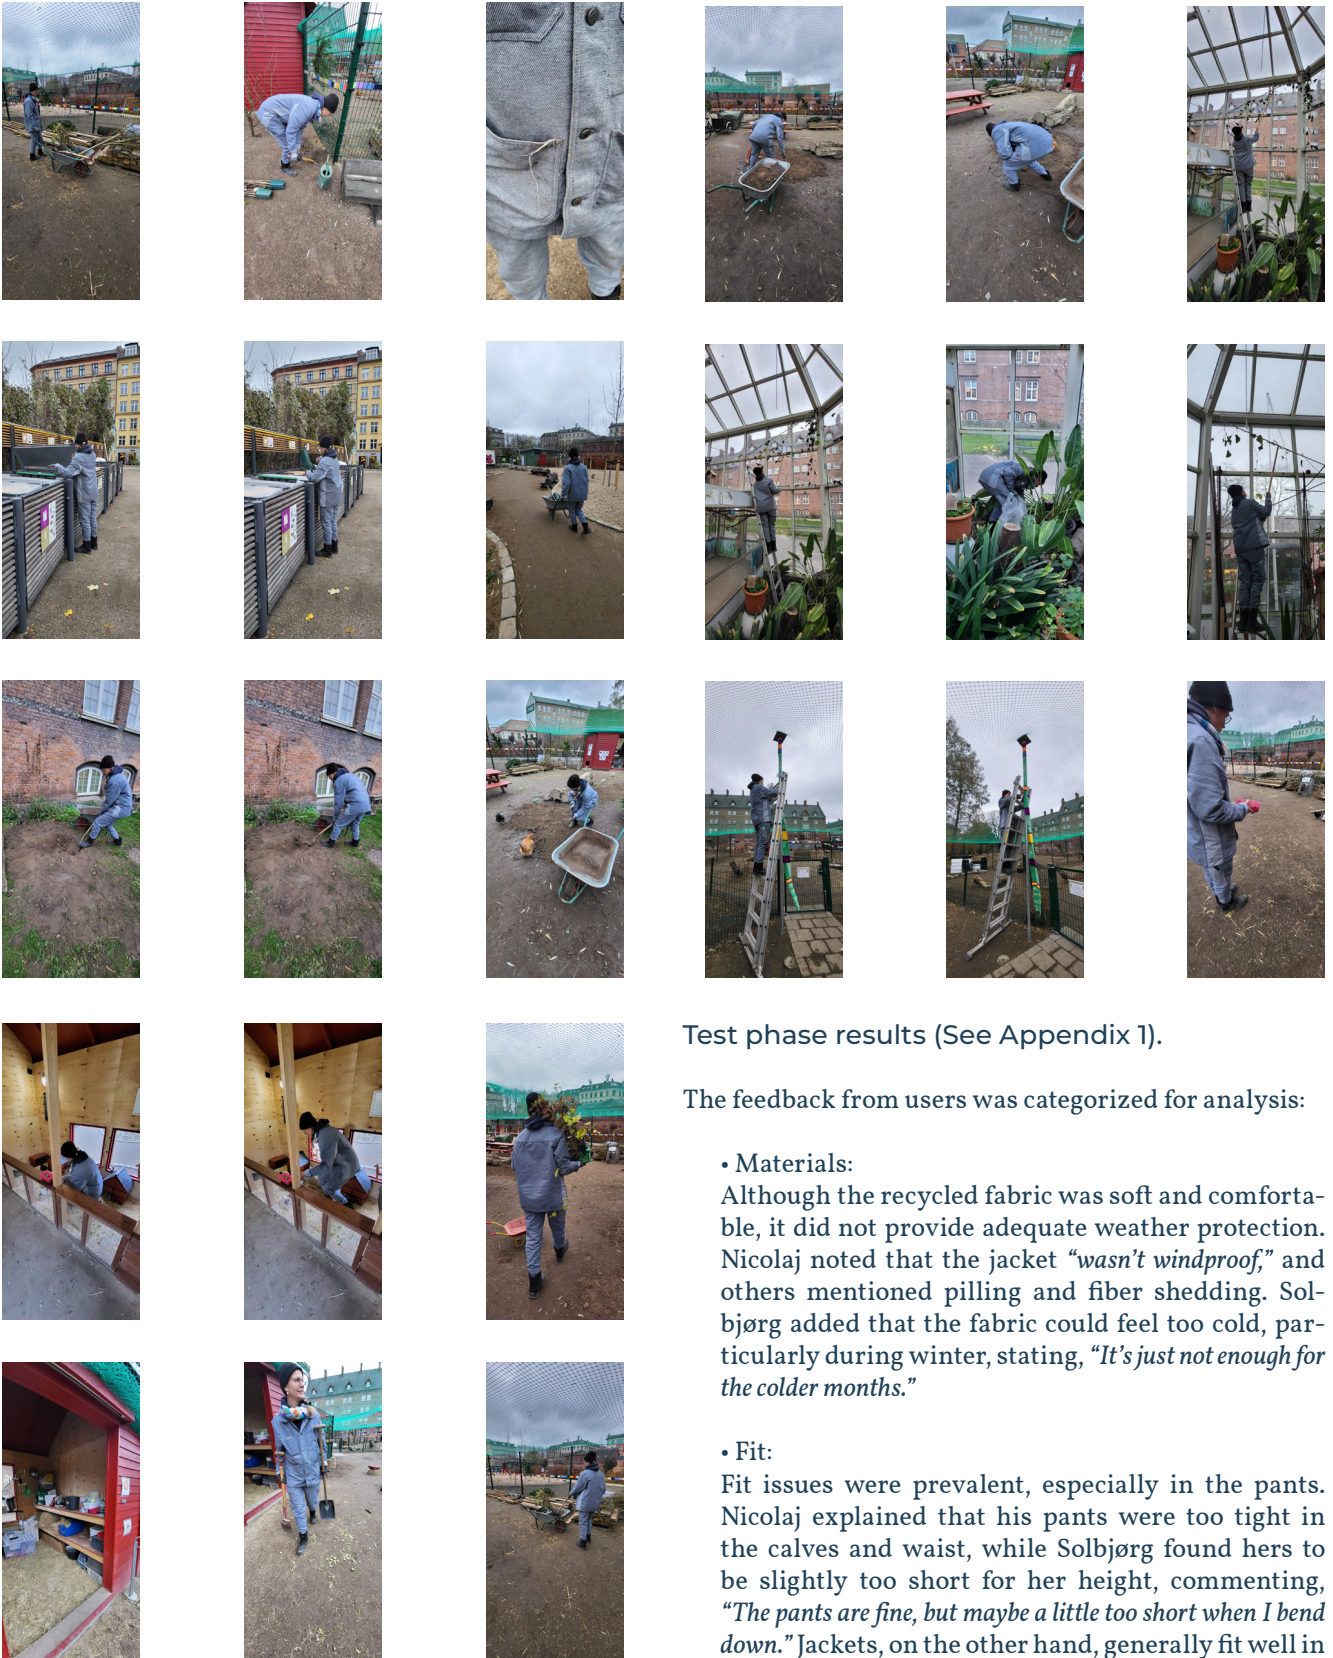 Test phase results (See Appendix 1).
The feedback from users was categorized for analysis:
• Materials:
Although the recycled fabric was soft and comforta-
ble, it did not provide adequate weather protection.
Nicolaj noted that the jacket “wasn’t windproof,” and
others mentioned pilling and fiber shedding. Sol-
bjørg added that the fabric could feel too cold, par-
ticularly during winter, stating, “It’s just not enough for
the colder months.”
• Fit:
Fit issues were prevalent, especially in the pants.
Nicolaj explained that his pants were too tight in
the calves and waist, while Solbjørg found hers to
be slightly too short for her height, commenting,
“The pants are fine, but maybe a little too short when I bend
down.” Jackets, on the other hand, generally fit well in